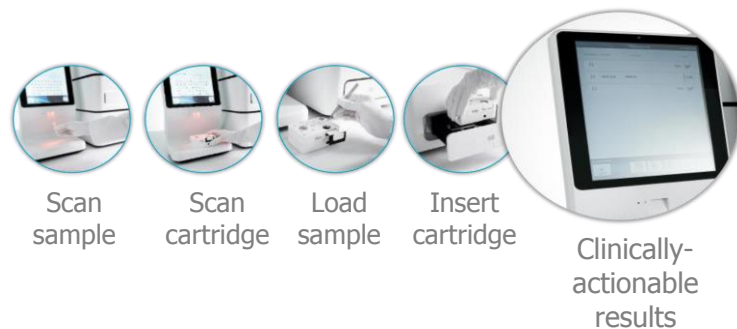 Scan
sample
Scan
cartridge
Load
sample
Insert
cartridge
Clinically-
actionable
results